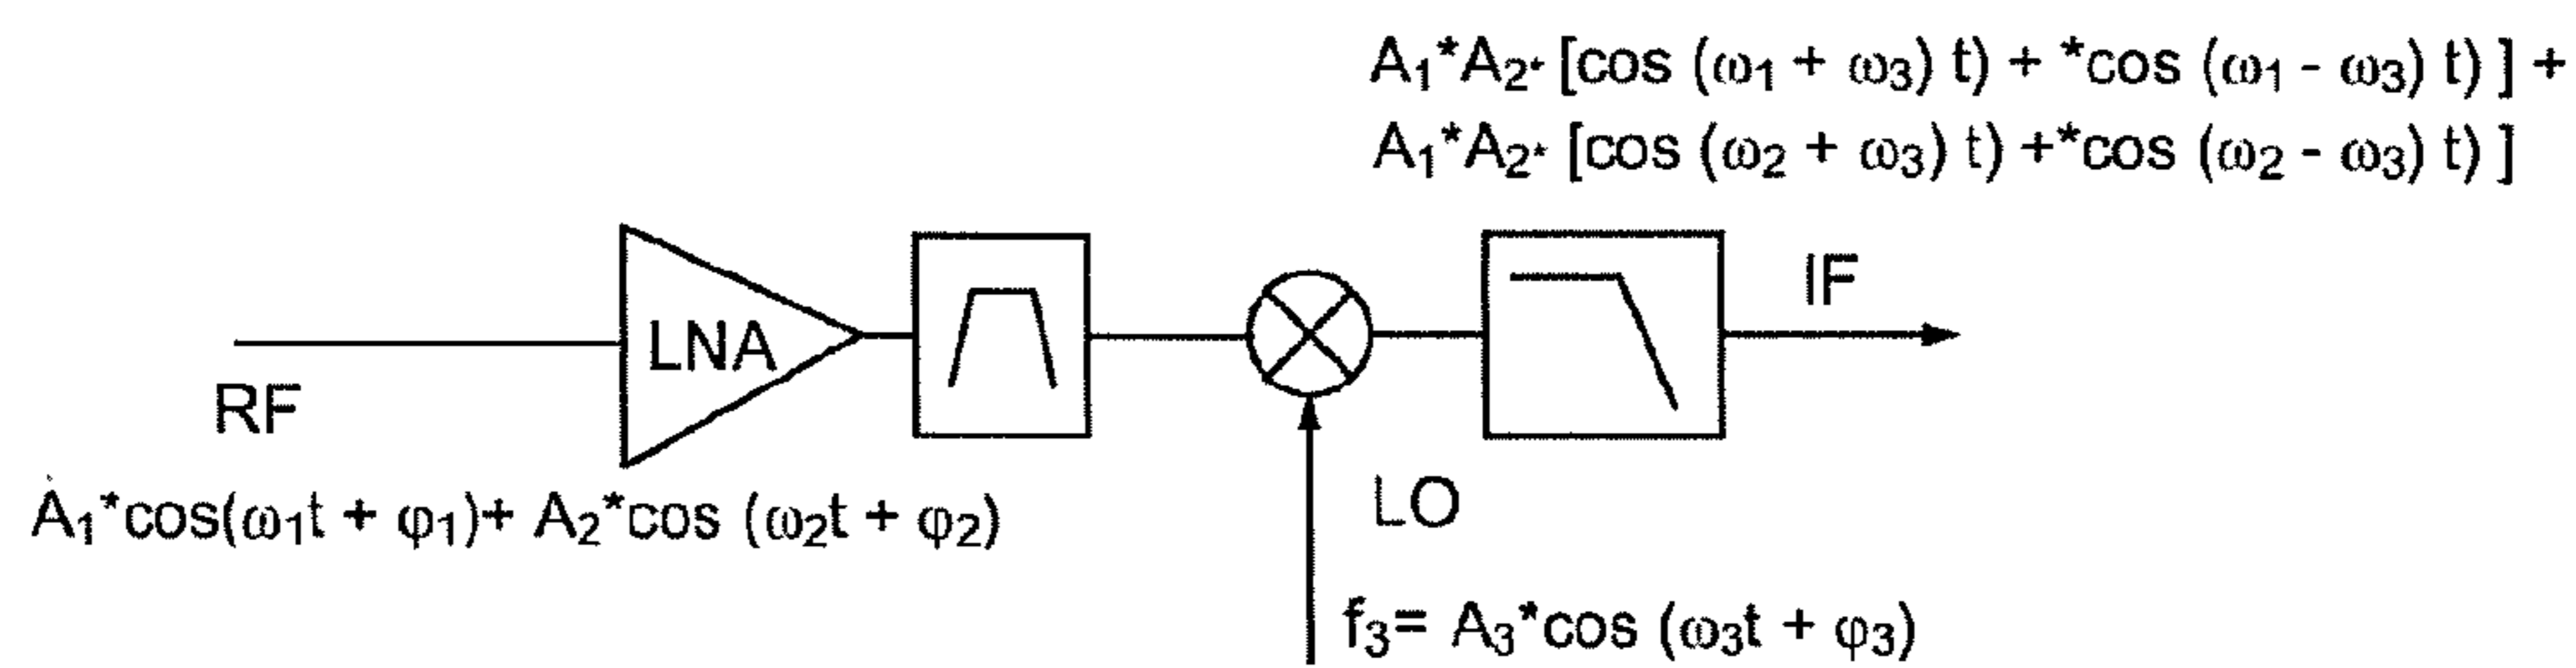 A₁*A₂* [cos (ω₁ + ω₃) t) + *cos (ω₁ - ω₃) t) ] +
A₁*A₂* [cos (ω₂ + ω₃) t) +*cos (ω₂ - ω₃) t) ]
IF
LNA
RF
LO
A₁*cos(ω₁t + φ₁)+ A₂*cos (ω₂t + φ₂)
f₃= A₃*cos (ω₃t + φ₃)